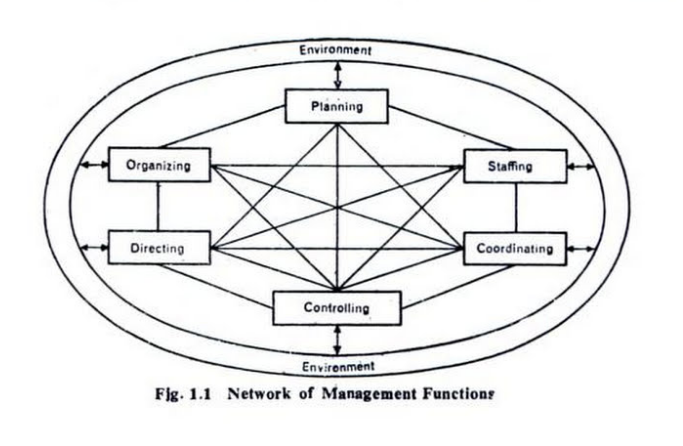 Environment
Planning
Organizing
Staffing
Directing
Coordinating
Controlling
Environment
Fig. 1.1 Network of Management Functions